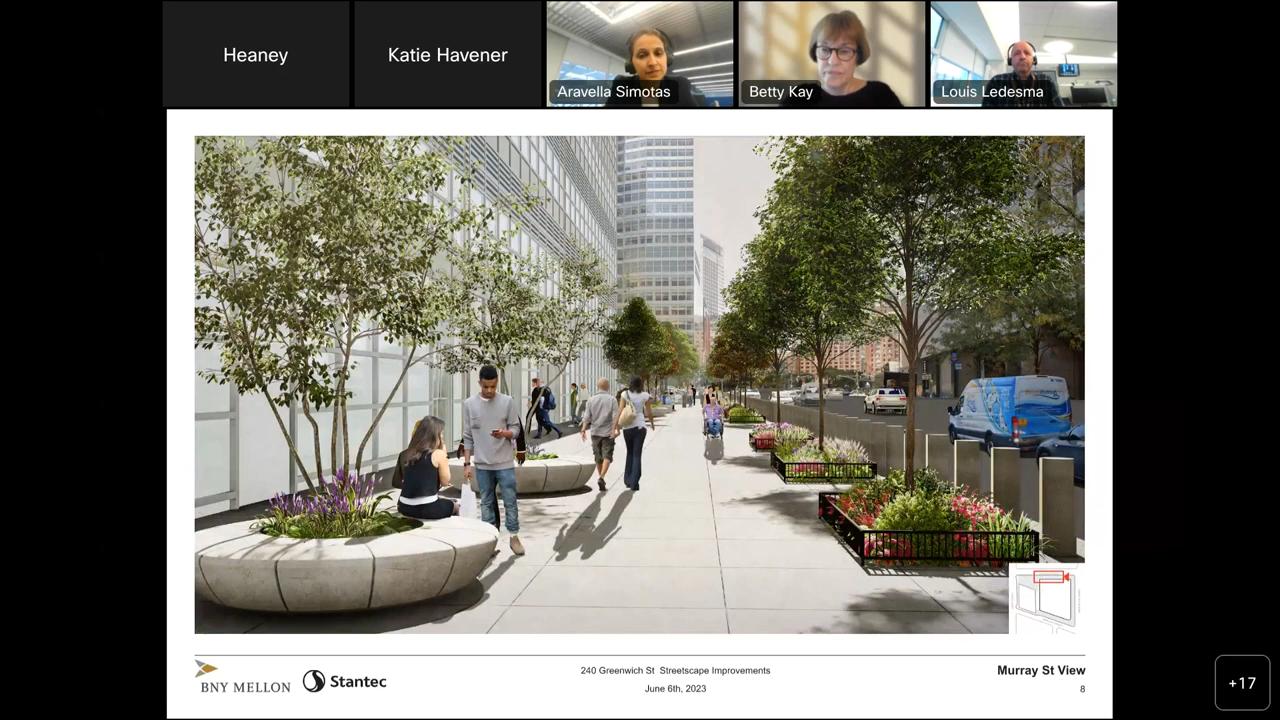 Heaney
Katie Havener
Aravella Simotas
Betty Kay
Louis Ledesma
BNY MELLON
Stantec
240 Greenwich St Streetscape Improvements
June 6th, 2023
Murray St View
8
+17